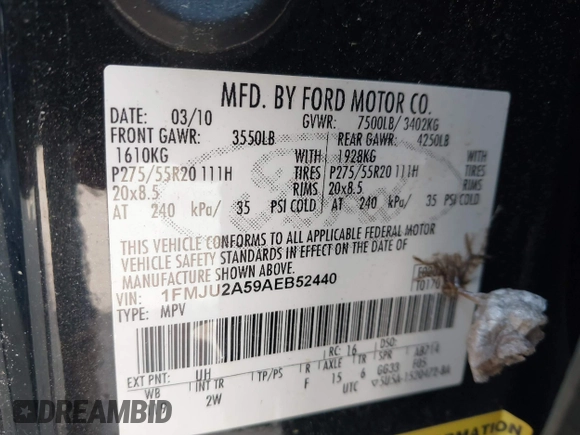 MFD. BY FORD MOTOR CO.
DATE: 03/10 GVWR: 7500LB/ 3402KG
FRONT GAWR: 3550LB REAR GAWR: 4250LB
1610KG WITH 1928KG WITH
P275/55R20 111H TIRES P275/55R20 111H TIRES
20x8.5 RIMS 20x8.5 RIMS
AT 240 kPa/ 35 PSI COLD AT 240 kPa/ 35 PSI COLD
THIS VEHICLE CONFORMS TO ALL APPLICABLE FEDERAL MOTOR
VEHICLE SAFETY STANDARDS IN EFFECT ON THE DATE OF
MANUFACTURE SHOWN ABOVE.
VIN: 1FMJU2A59AEB52440
TYPE: MPV
RC: 16 DSO:
EXT PNT: UH R AXLE TR SPR
WB INT TR TP/PS F 15 6 GG33
2W UTC
DREAMBID
INFORMATION